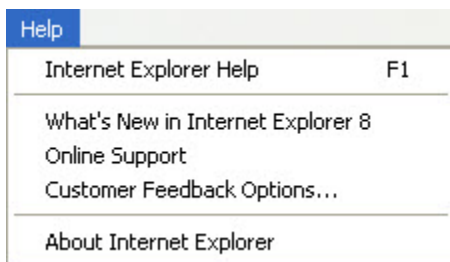 Help
Internet Explorer Help F1
What's New in Internet Explorer 8
Online Support
Customer Feedback Options...
About Internet Explorer